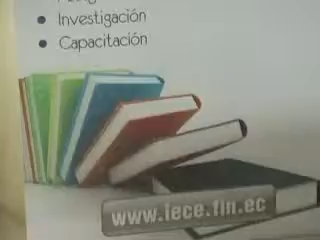 • Investigación
• Capacitación
www.iece.fin.ec